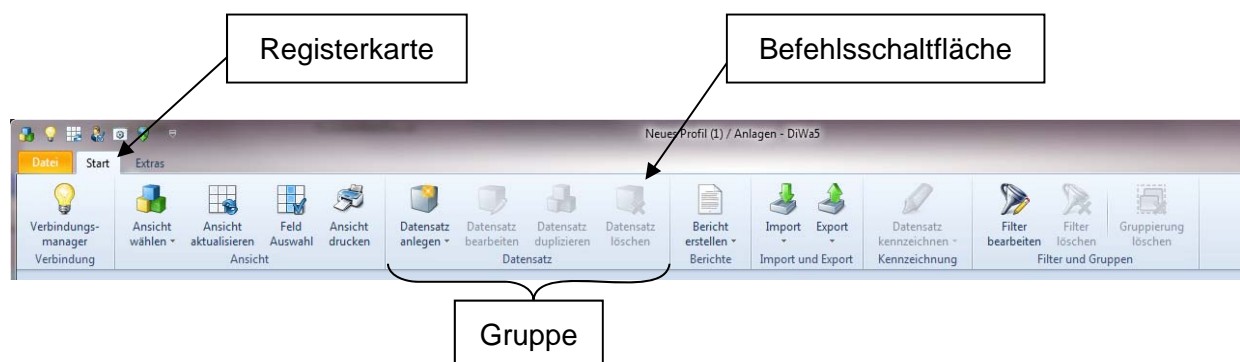 Registerkarte
Befehlsschaltfläche
Neues Profil (1) / Anlagen - DiWa5
Datei Start Extras
Verbindungs-
manager
Ansicht
wählen
Ansicht
aktualisieren
Feld
Auswahl
Ansicht
drucken
Datensatz
anlegen
Datensatz
bearbeiten
Datensatz
duplizieren
Datensatz
löschen
Bericht
erstellen
Import
Export
Datensatz
kennzeichnen
Filter
bearbeiten
Filter
löschen
Gruppierung
löschen
Verbindung
Ansicht
Datensatz
Berichte
Import und Export
Kennzeichnung
Filter und Gruppen
Gruppe